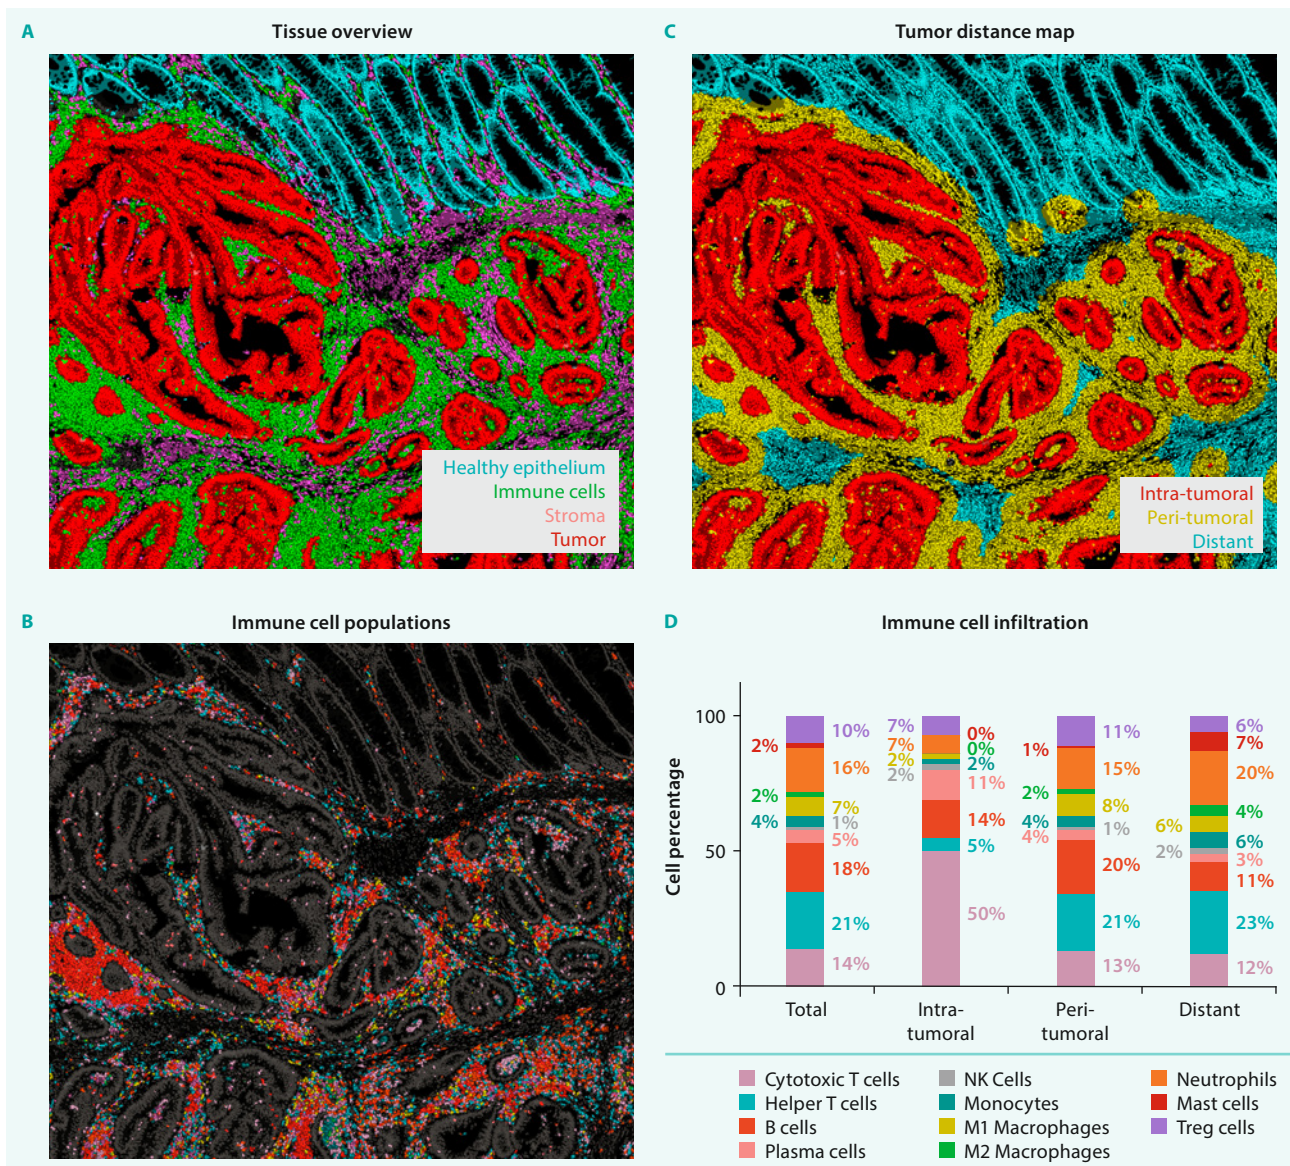 A
Tissue overview
Healthy epithelium
Immune cells
Stroma
Tumor
C
Tumor distance map
Intra-tumoral
Peri-tumoral
Distant
B
Immune cell populations
D
Immune cell infiltration
Cell percentage
100
50
0
10%
2%
16%
2%
7%
4%
1%
5%
18%
21%
14%
7%
0%
7%
0%
2%
2%
2%
11%
14%
5%
50%
11%
1%
15%
2%
8%
4%
1%
4%
20%
21%
13%
6%
7%
20%
4%
6%
6%
2%
3%
11%
23%
12%
Total
Intra-
tumoral
Peri-
tumoral
Distant
Cytotoxic T cells
Helper T cells
B cells
Plasma cells
NK Cells
Monocytes
M1 Macrophages
M2 Macrophages
Neutrophils
Mast cells
Treg cells